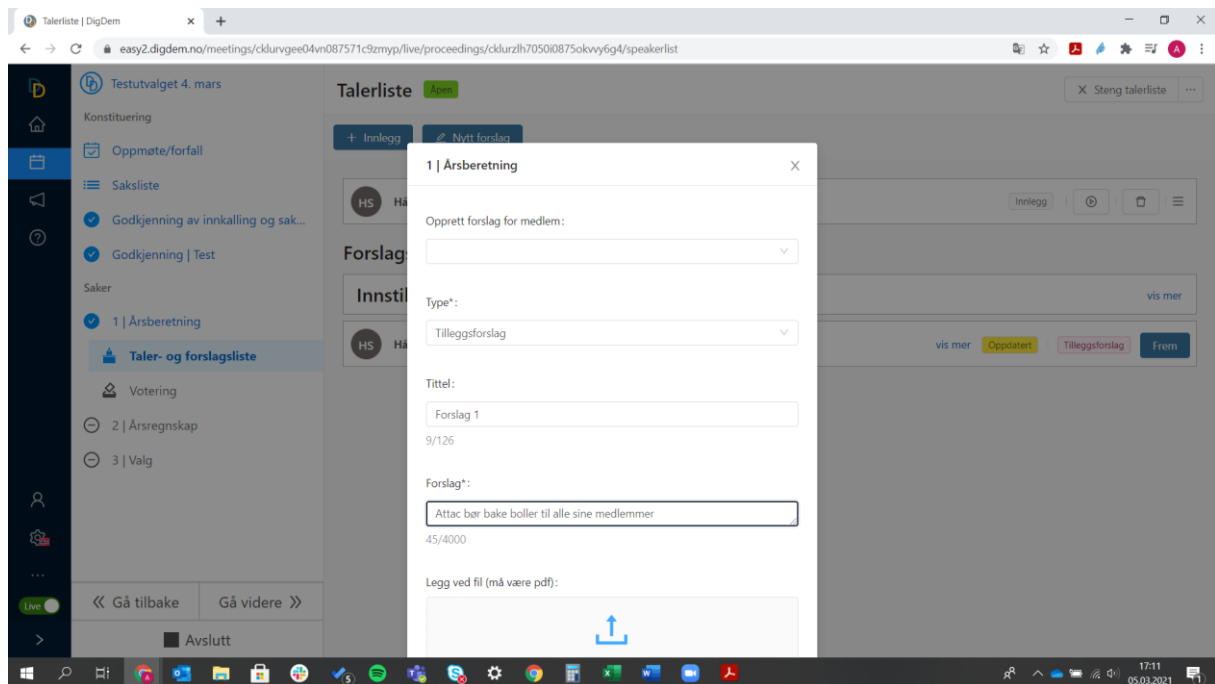 Talerliste | DigDem
easy2.digdem.no/meetings/cklurvgee04vn087571c9zmyp/live/proceedings/cklurzlh7050i0875okvvy6g4/speakerlist
A
Testutvalget 4. mars
Konstituering
Oppmøte/forfall
Saksliste
Godkjenning av innkalling og sak...
Godkjenning | Test
Saker
1 | Årsberetning
Taler- og forslagsliste
Votering
2 | Årsregnskap
3 | Valg
Live
Gå tilbake
Gå videre
Avslutt
Talerliste Åpen
X Steng talerliste ...
+ Innlegg
Nytt forslag
HS Hå
Innlegg
Forslag
Innstil
vis mer
HS Hå
vis mer Oppdatert Tilleggsforslag Frem
1 | Årsberetning
Opprett forslag for medlem:
Type*:
Tilleggsforslag
Tittel:
Forslag 1
9/126
Forslag*:
Attac bør bake boller til alle sine medlemmer
45/4000
Legg ved fil (må være pdf):
17:11
05.03.2021